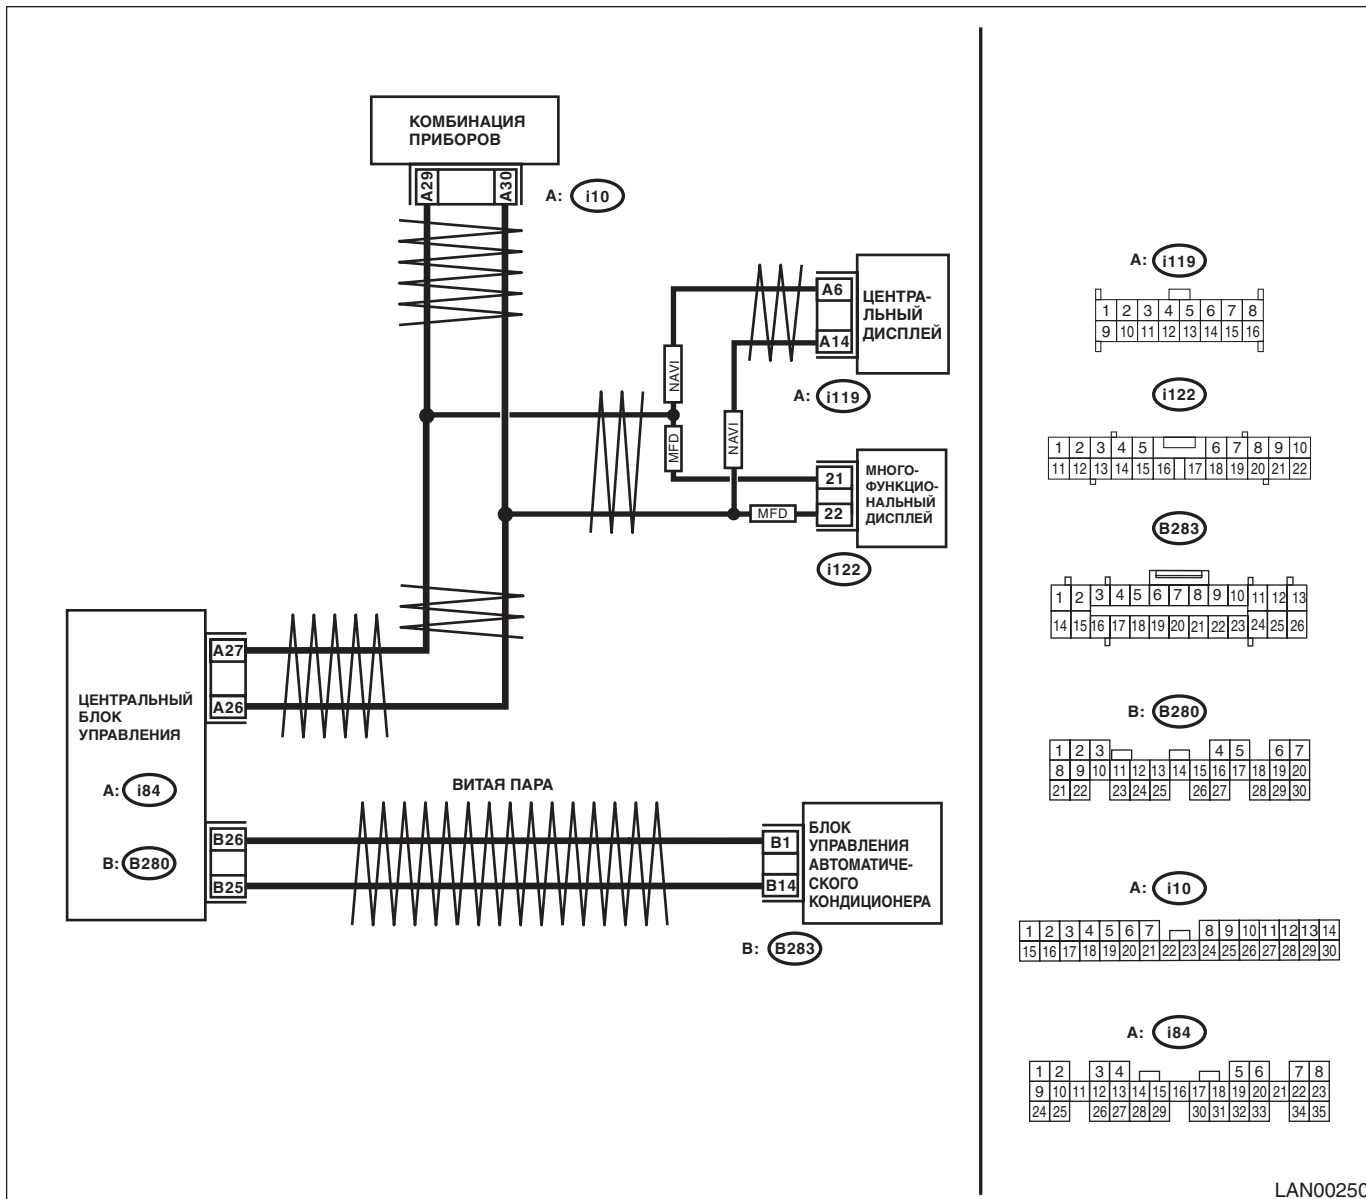 КОМБИНАЦИЯ
ПРИБОРОВ
A29
A30
A: i10
A6
A14
ЦЕНТРА-
ЛЬНЫЙ
ДИСПЛЕЙ
A: i119
NAVI
MFD
NAVI
MFD
21
22
МНОГО-
ФУНКЦИО-
НАЛЬНЫЙ
ДИСПЛЕЙ
i122
ЦЕНТРАЛЬНЫЙ
БЛОК
УПРАВЛЕНИЯ
A: i84
B: B280
A27
A26
B26
B25
ВИТАЯ ПАРА
B1
B14
БЛОК
УПРАВЛЕНИЯ
АВТОМАТИЧЕ-
СКОГО
КОНДИЦИОНЕРА
B: B283
A: i119
1 2 3 4 5 6 7 8
9 10 11 12 13 14 15 16
i122
1 2 3 4 5 6 7 8 9 10
11 12 13 14 15 16 17 18 19 20 21 22
B283
1 2 3 4 5 6 7 8 9 10 11 12 13
14 15 16 17 18 19 20 21 22 23 24 25 26
B: B280
1 2 3 4 5 6 7
8 9 10 11 12 13 14 15 16 17 18 19 20
21 22 23 24 25 26 27 28 29 30
A: i10
1 2 3 4 5 6 7 8 9 10 11 12 13 14
15 16 17 18 19 20 21 22 23 24 25 26 27 28 29 30
A: i84
1 2 3 4 5 6 7 8
9 10 11 12 13 14 15 16 17 18 19 20 21 22 23
24 25 26 27 28 29 30 31 32 33 34 35
LAN00250